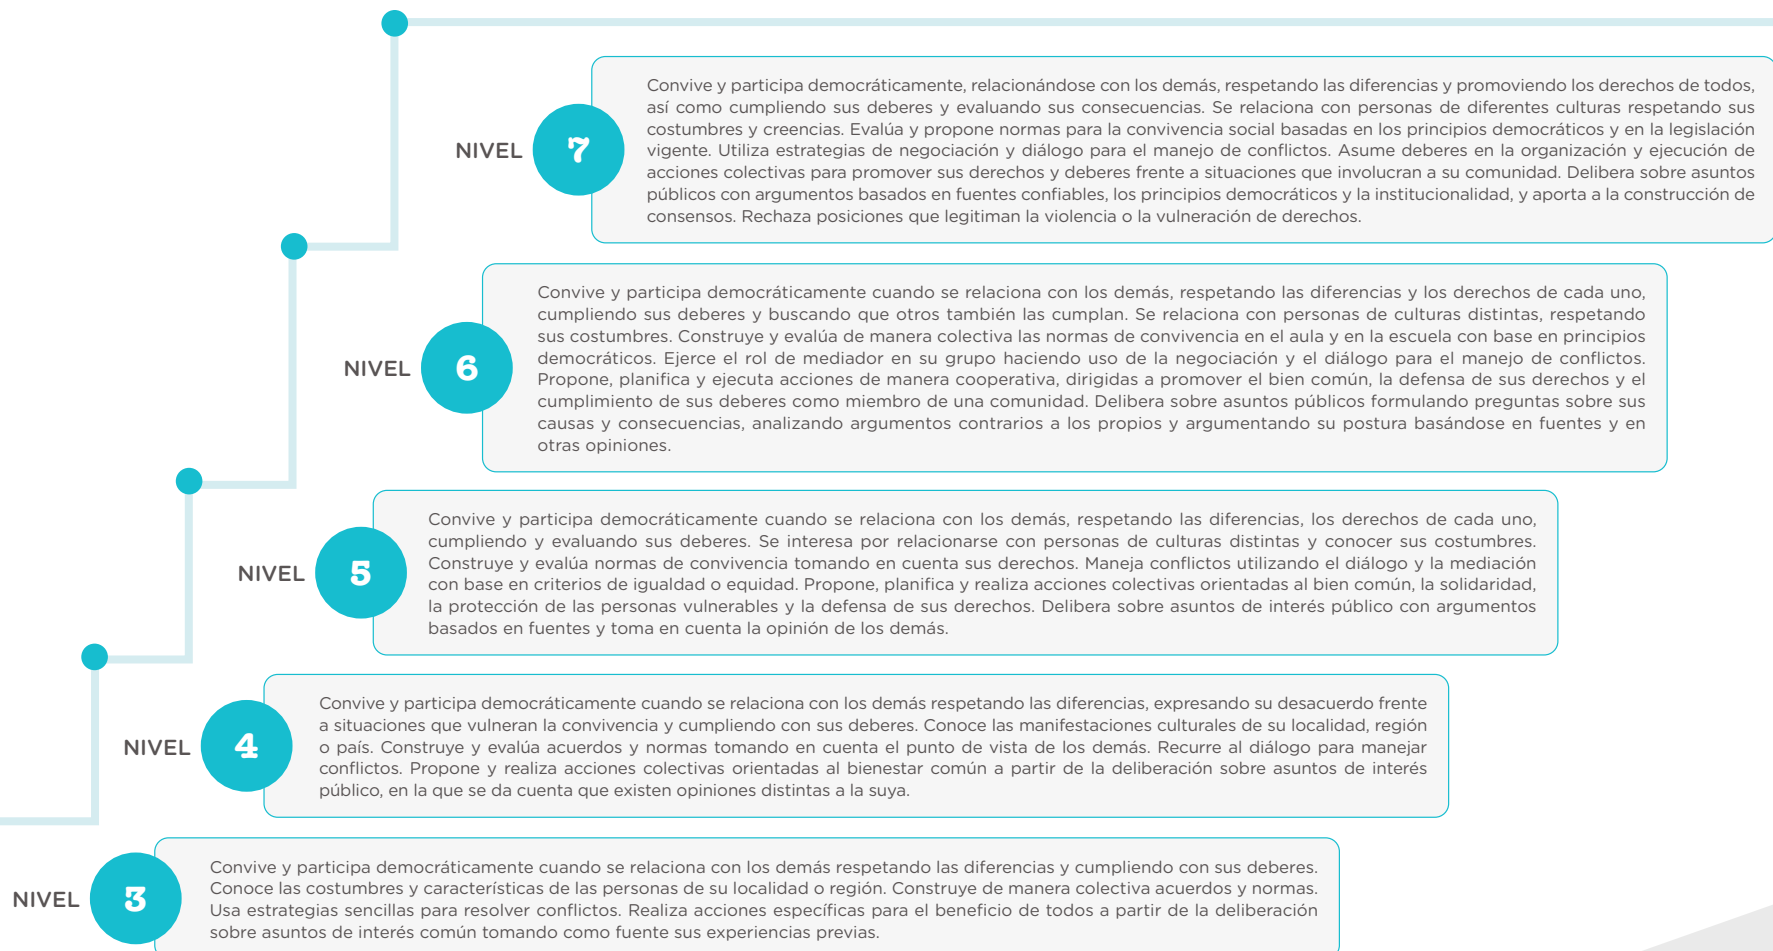 Convive y participa democráticamente, relacionándose con los demás, respetando las diferencias y promoviendo los derechos de todos,
así como cumpliendo sus deberes y evaluando sus consecuencias. Se relaciona con personas de diferentes culturas respetando sus
costumbres y creencias. Evalúa y propone normas para la convivencia social basadas en los principios democráticos y en la legislación
vigente. Utiliza estrategias de negociación y diálogo para el manejo de conflictos. Asume deberes en la organización y ejecución de
acciones colectivas para promover sus derechos y deberes frente a situaciones que involucran a su comunidad. Delibera sobre asuntos
públicos con argumentos basados en fuentes confiables, los principios democráticos y la institucionalidad, y aporta a la construcción de
consensos. Rechaza posiciones que legitiman la violencia o la vulneración de derechos.
NIVEL 7
Convive y participa democráticamente cuando se relaciona con los demás, respetando las diferencias y los derechos de cada uno,
cumpliendo sus deberes y buscando que otros también las cumplan. Se relaciona con personas de culturas distintas, respetando
sus costumbres. Construye y evalúa de manera colectiva las normas de convivencia en el aula y en la escuela con base en principios
democráticos. Ejerce el rol de mediador en su grupo haciendo uso de la negociación y el diálogo para el manejo de conflictos.
Propone, planifica y ejecuta acciones de manera cooperativa, dirigidas a promover el bien común, la defensa de sus derechos y el
cumplimiento de sus deberes como miembro de una comunidad. Delibera sobre asuntos públicos formulando preguntas sobre sus
causas y consecuencias, analizando argumentos contrarios a los propios y argumentando su postura basándose en fuentes y en
otras opiniones.
NIVEL 6
Convive y participa democráticamente cuando se relaciona con los demás, respetando las diferencias, los derechos de cada uno,
cumpliendo y evaluando sus deberes. Se interesa por relacionarse con personas de culturas distintas y conocer sus costumbres.
Construye y evalúa normas de convivencia tomando en cuenta sus derechos. Maneja conflictos utilizando el diálogo y la mediación
con base en criterios de igualdad o equidad. Propone, planifica y realiza acciones colectivas orientadas al bien común, la solidaridad,
la protección de las personas vulnerables y la defensa de sus derechos. Delibera sobre asuntos de interés público con argumentos
basados en fuentes y toma en cuenta la opinión de los demás.
NIVEL 5
Convive y participa democráticamente cuando se relaciona con los demás respetando las diferencias, expresando su desacuerdo frente
a situaciones que vulneran la convivencia y cumpliendo con sus deberes. Conoce las manifestaciones culturales de su localidad, región
o país. Construye y evalúa acuerdos y normas tomando en cuenta el punto de vista de los demás. Recurre al diálogo para manejar
conflictos. Propone y realiza acciones colectivas orientadas al bienestar común a partir de la deliberación sobre asuntos de interés
público, en la que se da cuenta que existen opiniones distintas a la suya.
NIVEL 4
Convive y participa democráticamente cuando se relaciona con los demás respetando las diferencias y cumpliendo con sus deberes.
Conoce las costumbres y características de las personas de su localidad o región. Construye de manera colectiva acuerdos y normas.
Usa estrategias sencillas para resolver conflictos. Realiza acciones específicas para el beneficio de todos a partir de la deliberación
sobre asuntos de interés común tomando como fuente sus experiencias previas.
NIVEL 3